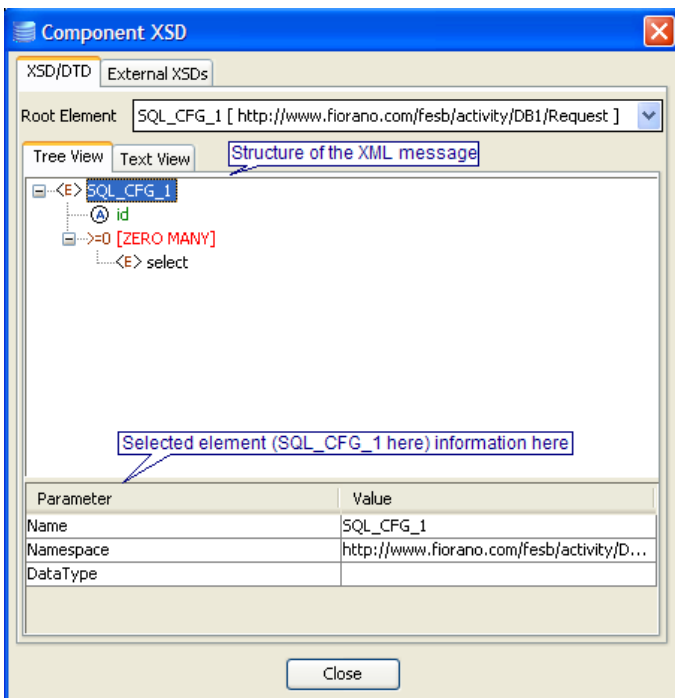 Component XSD
XSD/DTD External XSDs
Root Element SQL_CFG_1 [ http://www.fiorano.com/fesb/activity/DB1/Request ]
Tree View Text View Structure of the XML message
<E> SQL_CFG_1
A id
>=0 [ZERO MANY]
<E> select
Selected element (SQL_CFG_1 here) information here
Parameter Value
Name SQL_CFG_1
Namespace http://www.fiorano.com/fesb/activity/D...
DataType
Close